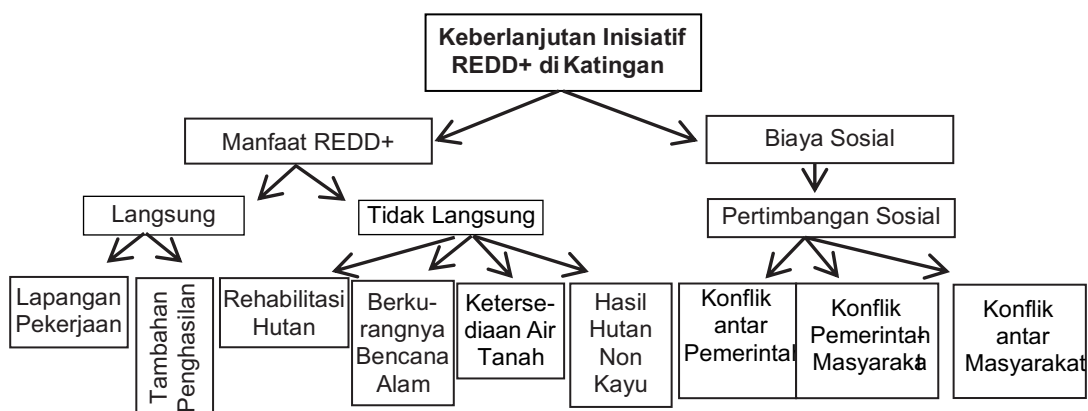 Keberlanjutan Inisiatif
REDD+ di Katingan
Manfaat REDD+
Biaya Sosial
Langsung
Tidak Langsung
Pertimbangan Sosial
Lapangan
Pekerjaan
Tambahan
Penghasilan
Rehabilitasi
Hutan
Berku-
rangnya
Bencana
Alam
Keterse-
diaan Air
Tanah
Hasil
Hutan
Non
Kayu
Konflik
antar
Pemerintal
Konflik
Pemerintah-
Masyarakat
Konflik
antar
Masyarakat